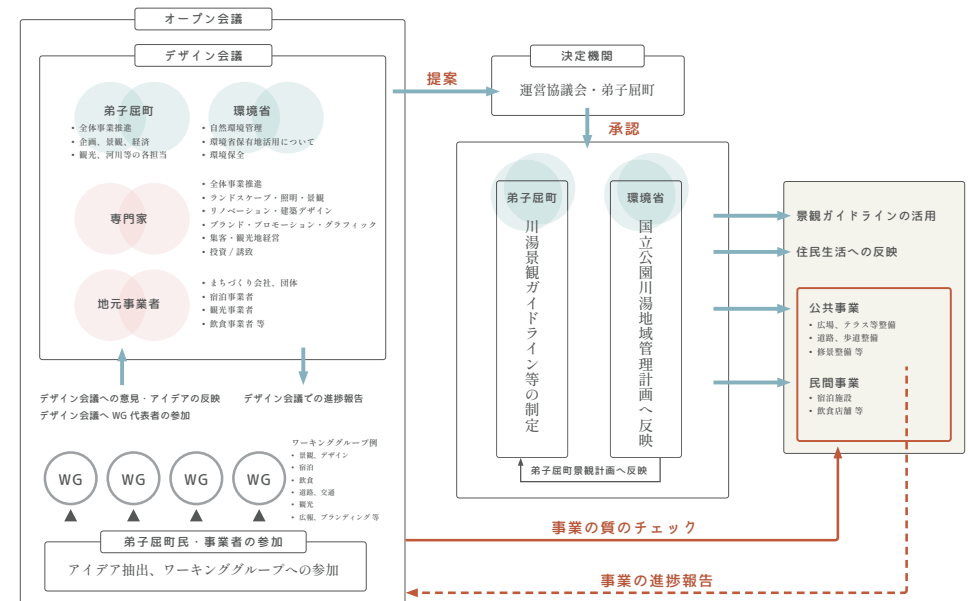 オープン会議
デザイン会議
弟子屈町
• 全体事業推進
• 企画、景観、経済
• 観光、河川等の各担当
環境省
• 自然環境管理
• 環境省保有地活用について
• 環境保全
専門家
• 全体事業推進
• ランドスケープ・照明・景観
• リノベーション・建築デザイン
• ブランド・プロモーション・グラフィック
• 集客・観光地経営
• 投資 / 誘致
地元事業者
• まちづくり会社、団体
• 宿泊事業者
• 観光事業者
• 飲食事業者 等
デザイン会議への意見・アイデアの反映
デザイン会議へ WG 代表者の参加
デザイン会議での進捗報告
WG
WG
WG
WG
ワーキンググループ例
• 景観、デザイン
• 宿泊
• 飲食
• 道路、交通
• 観光
• 広報、ブランディング 等
弟子屈町民・事業者の参加
アイデア抽出、ワーキンググループへの参加
提案
決定機関
運営協議会・弟子屈町
承認
弟子屈町
川湯景観ガイドライン等の制定
環境省
国立公園川湯地域管理計画へ反映
弟子屈町景観計画へ反映
景観ガイドラインの活用
住民生活への反映
公共事業
• 広場、テラス等整備
• 道路、歩道整備
• 修景整備 等
民間事業
• 宿泊施設
• 飲食店舗 等
事業の質のチェック
事業の進捗報告